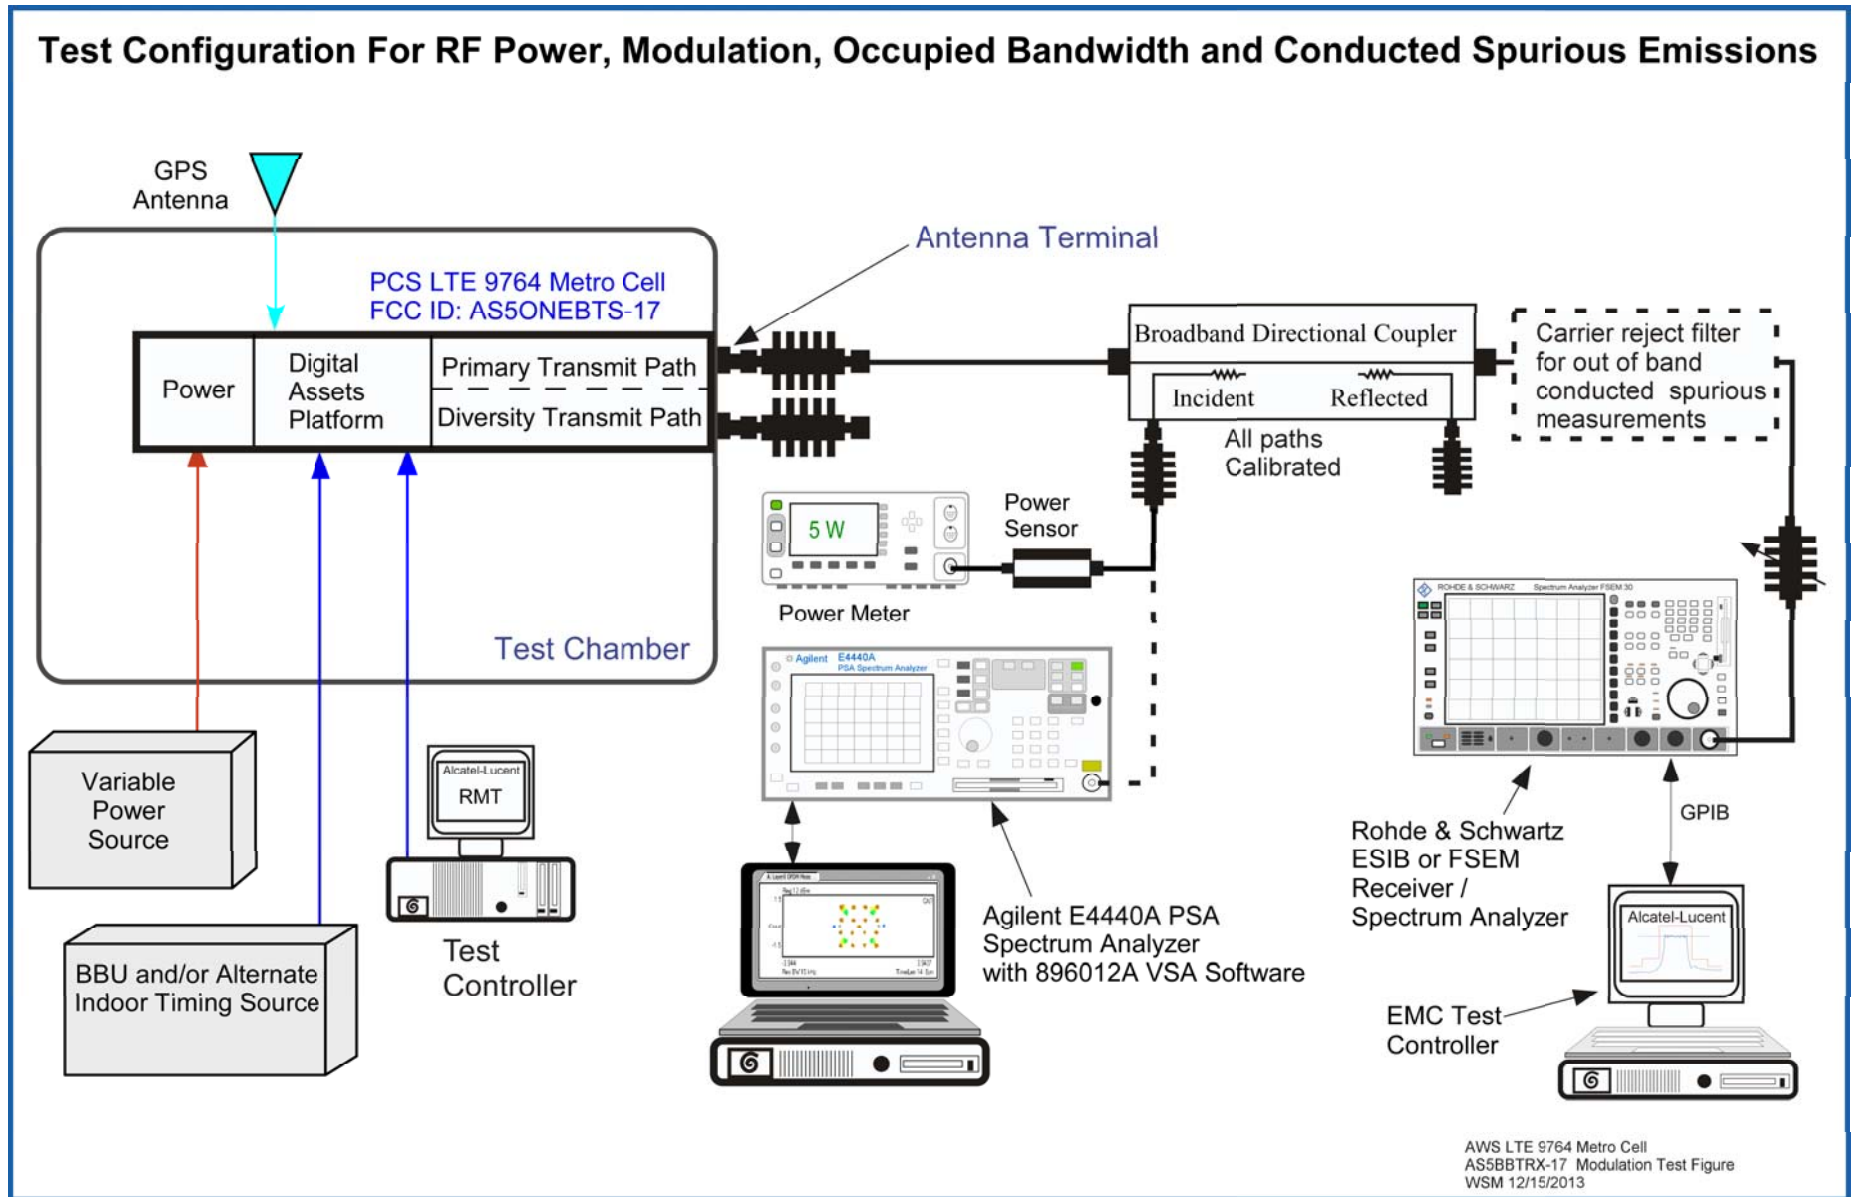 Test Configuration For RF Power, Modulation, Occupied Bandwidth and Conducted Spurious Emissions
GPS
Antenna
Antenna Terminal
PCS LTE 9764 Metro Cell
FCC ID: AS5ONEBTS-17
Power
Digital
Assets
Platform
Primary Transmit Path
Diversity Transmit Path
Broadband Directional Coupler
Incident
Reflected
All paths
Calibrated
Carrier reject filter
for out of band
conducted spurious
measurements
5 W
Power
Sensor
Power Meter
Test Chamber
Agilent E4440A
PSA Spectrum Analyzer
ROHDE & SCHWARZ Spectrum Analyzer FSEM 30
Variable
Power
Source
Alcatel-Lucent
RMT
Test
Controller
BBU and/or Alternate
Indoor Timing Source
Agilent E4440A PSA
Spectrum Analyzer
with 896012A VSA Software
Rohde & Schwartz
ESIB or FSEM
Receiver /
Spectrum Analyzer
GPIB
Alcatel-Lucent
EMC Test
Controller
AWS LTE 9764 Metro Cell
AS5BBTRX-17 Modulation Test Figure
WSM 12/15/2013